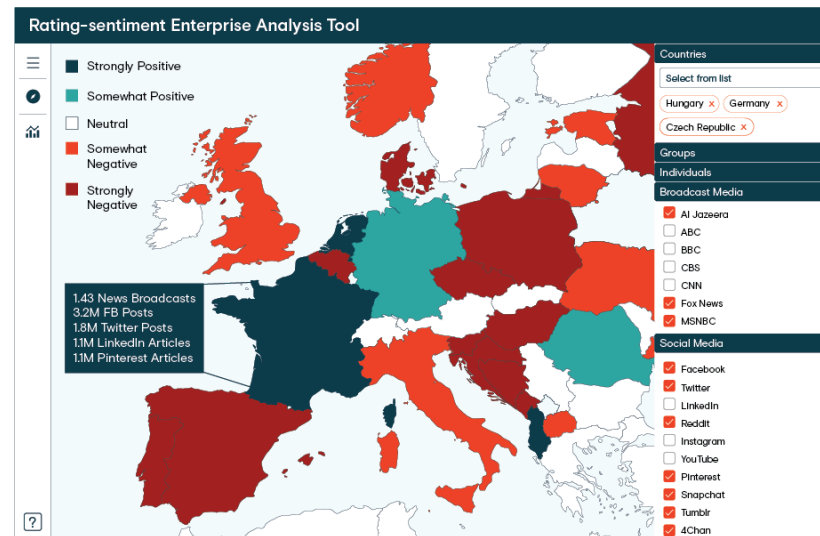 Rating-sentiment Enterprise Analysis Tool
Strongly Positive
Somewhat Positive
Neutral
Somewhat
Negative
Strongly
Negative
1.43 News Broadcasts
3.2M FB Posts
1.8M Twitter Posts
1.1M LinkedIn Articles
1.1M Pinterest Articles
?
Countries
Select from list
Hungary x
Germany x
Czech Republic x
Groups
Individuals
Broadcast Media
Al Jazeera
ABC
BBC
CBS
CNN
Fox News
MSNBC
Social Media
Facebook
Twitter
LinkedIn
Reddit
Instagram
YouTube
Pinterest
Snapchat
Tumblr
4Chan